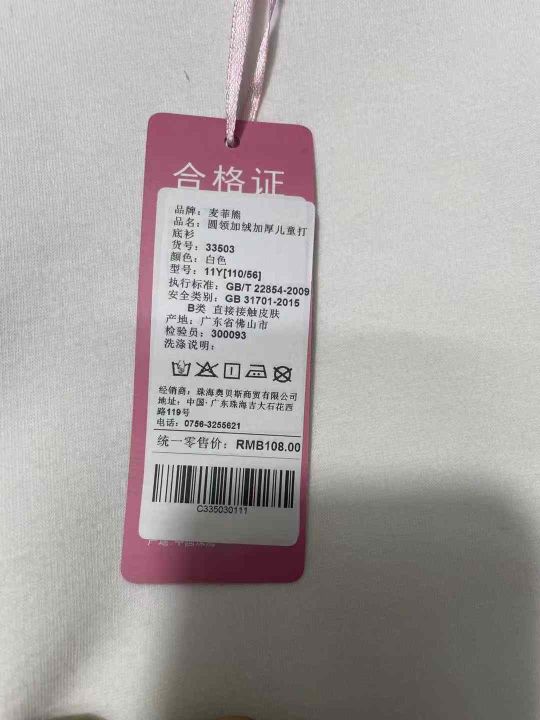 合格证
品牌：麦菲熊
品名：圆领加绒加厚儿童打
底衫
货号：33503
颜色：白色
型号：11Y[110/56]
执行标准：GB/T 22854-2009
安全类别：GB 31701-2015
B类 直接接触皮肤
产地：广东省佛山市
检验员：300093
洗涤说明：
经销商：珠海奥贝斯商贸有限公司
地址：中国·广东珠海吉大石花西
路119号
电话：0756-3255621
统一零售价：RMB108.00
C335030111